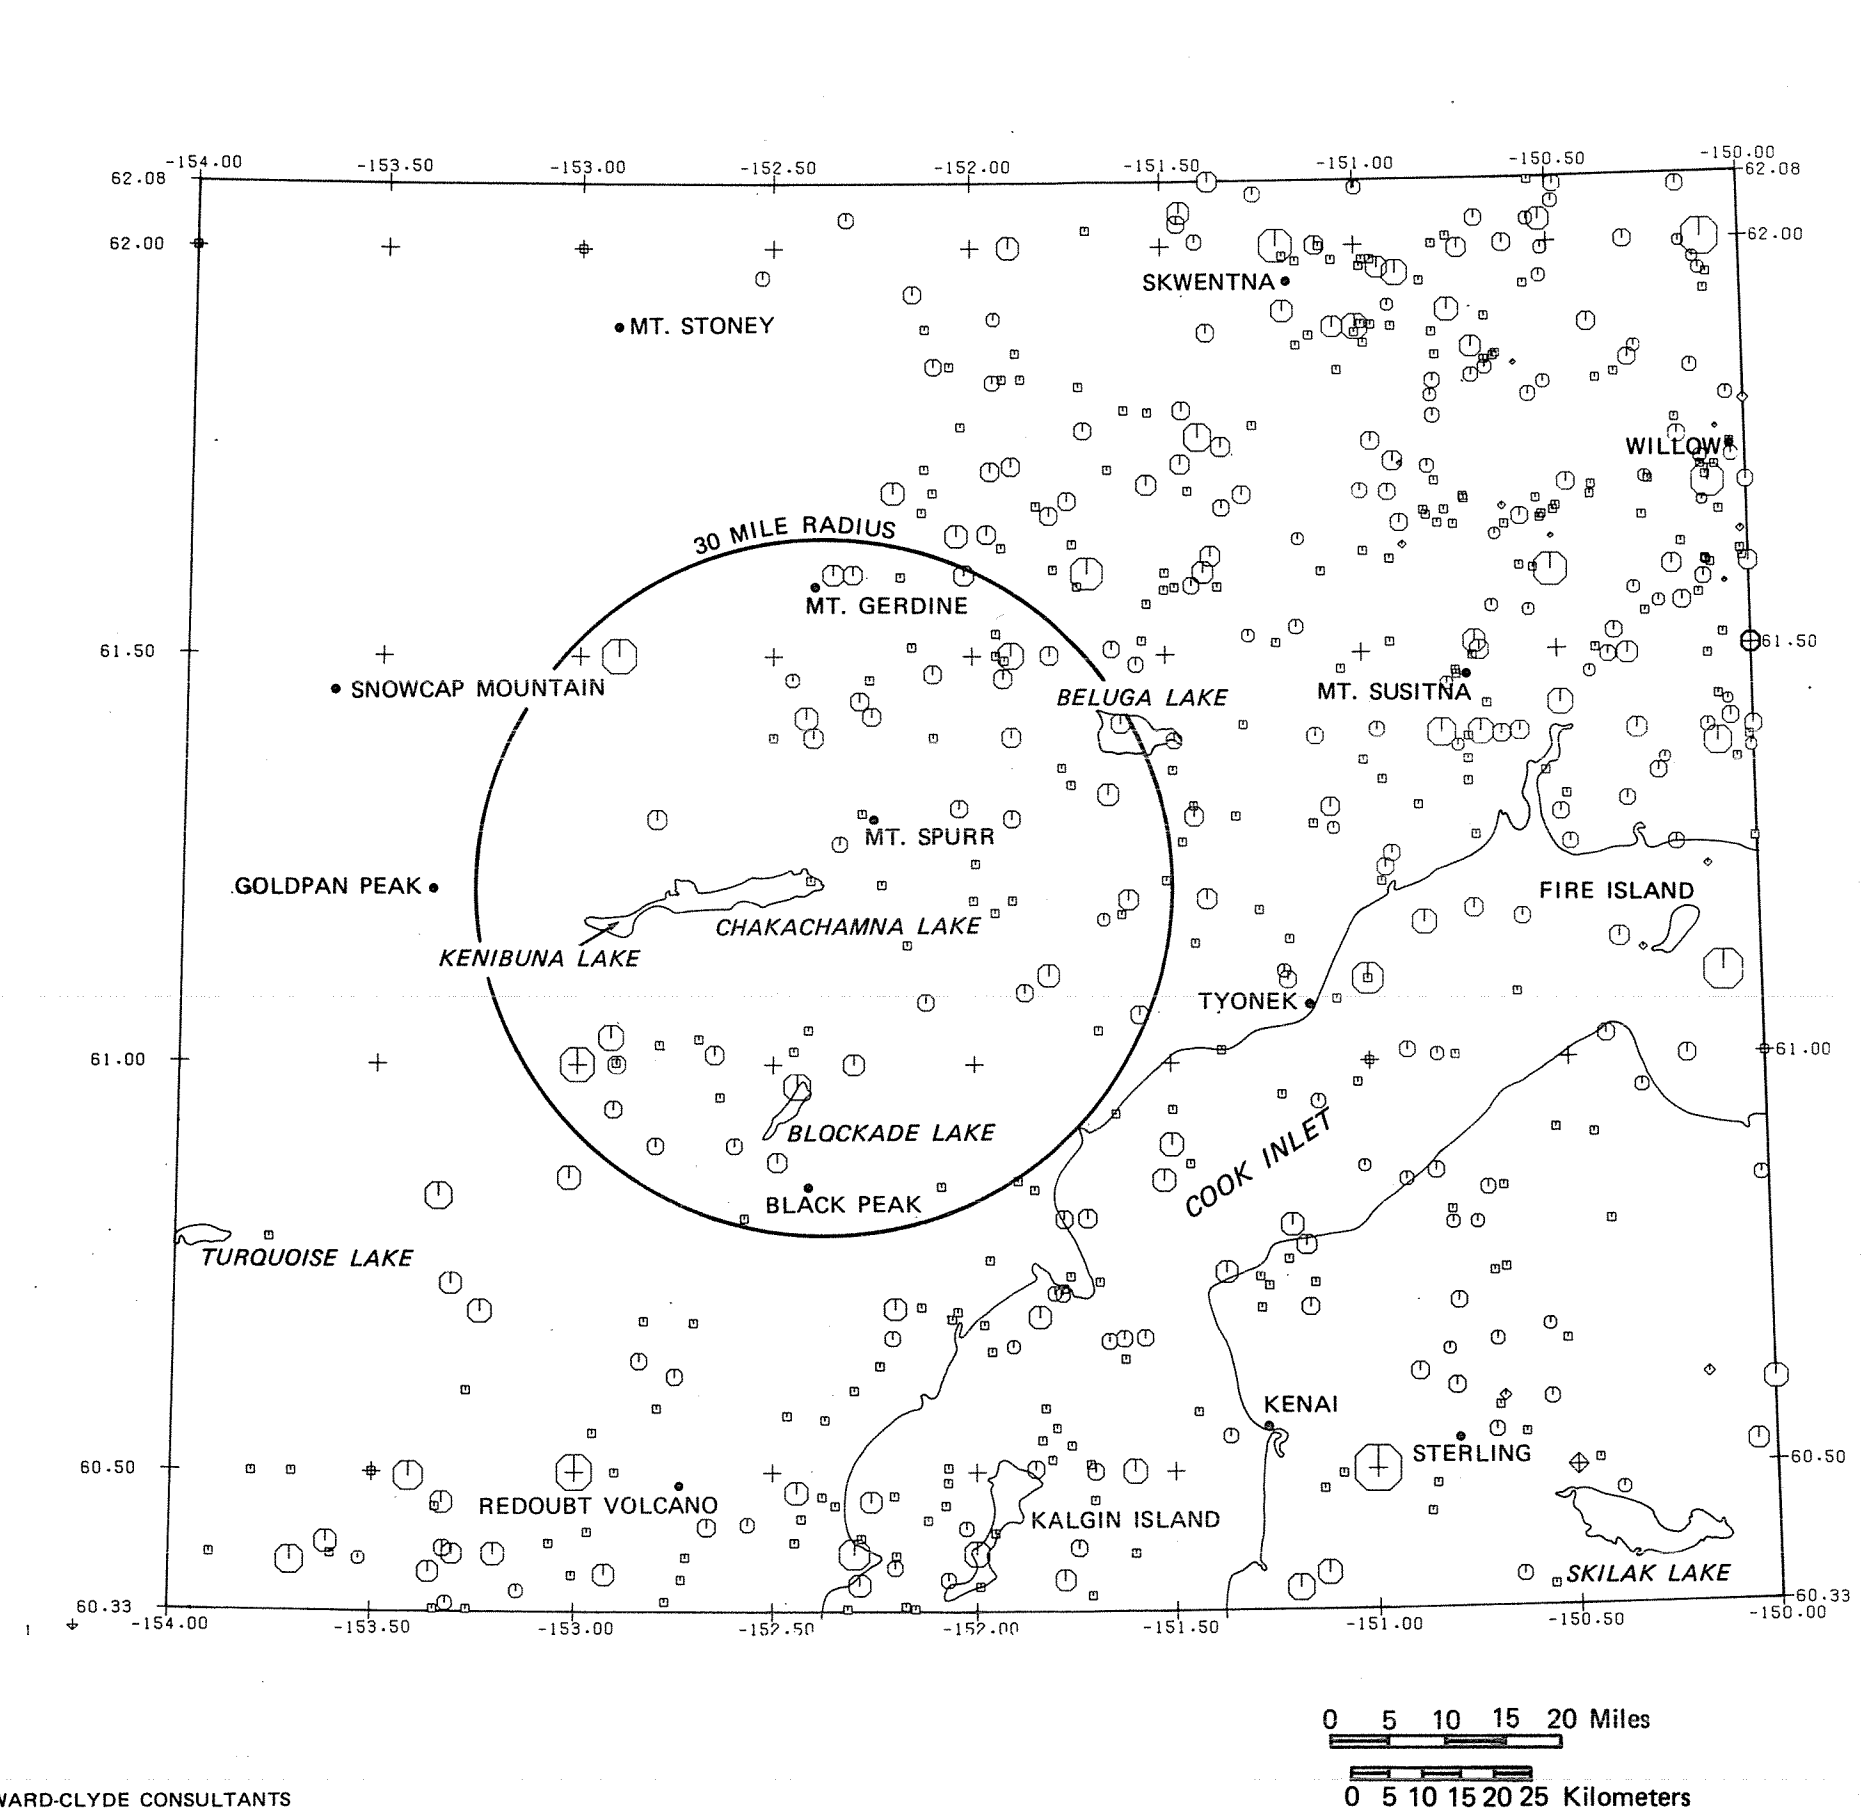 -154.00 -153.50 -153.00 -152.50 -152.00 -151.50 -151.00 -150.50 -150.00
62.08 62.08
62.00 62.00
SKWENTNA
MT. STONEY
WILLOW
30 MILE RADIUS
MT. GERDINE
61.50 61.50
SNOWCAP MOUNTAIN
MT. SUSITNA
BELUGA LAKE
MT. SPURR
GOLDPAN PEAK
FIRE ISLAND
CHAKACHAMNA LAKE
KENIBUNA LAKE
TYONEK
61.00 61.00
BLOCKADE LAKE
COOK INLET
BLACK PEAK
TURQUOISE LAKE
KENAI
STERLING
60.50 60.50
REDOUBT VOLCANO
KALGIN ISLAND
SKILAK LAKE
60.33 60.33
-154.00 -153.50 -153.00 -152.50 -152.00 -151.50 -151.00 -150.50 -150.00
0 5 10 15 20 Miles
0 5 10 15 20 25 Kilometers
WARD-CLYDE CONSULTANTS